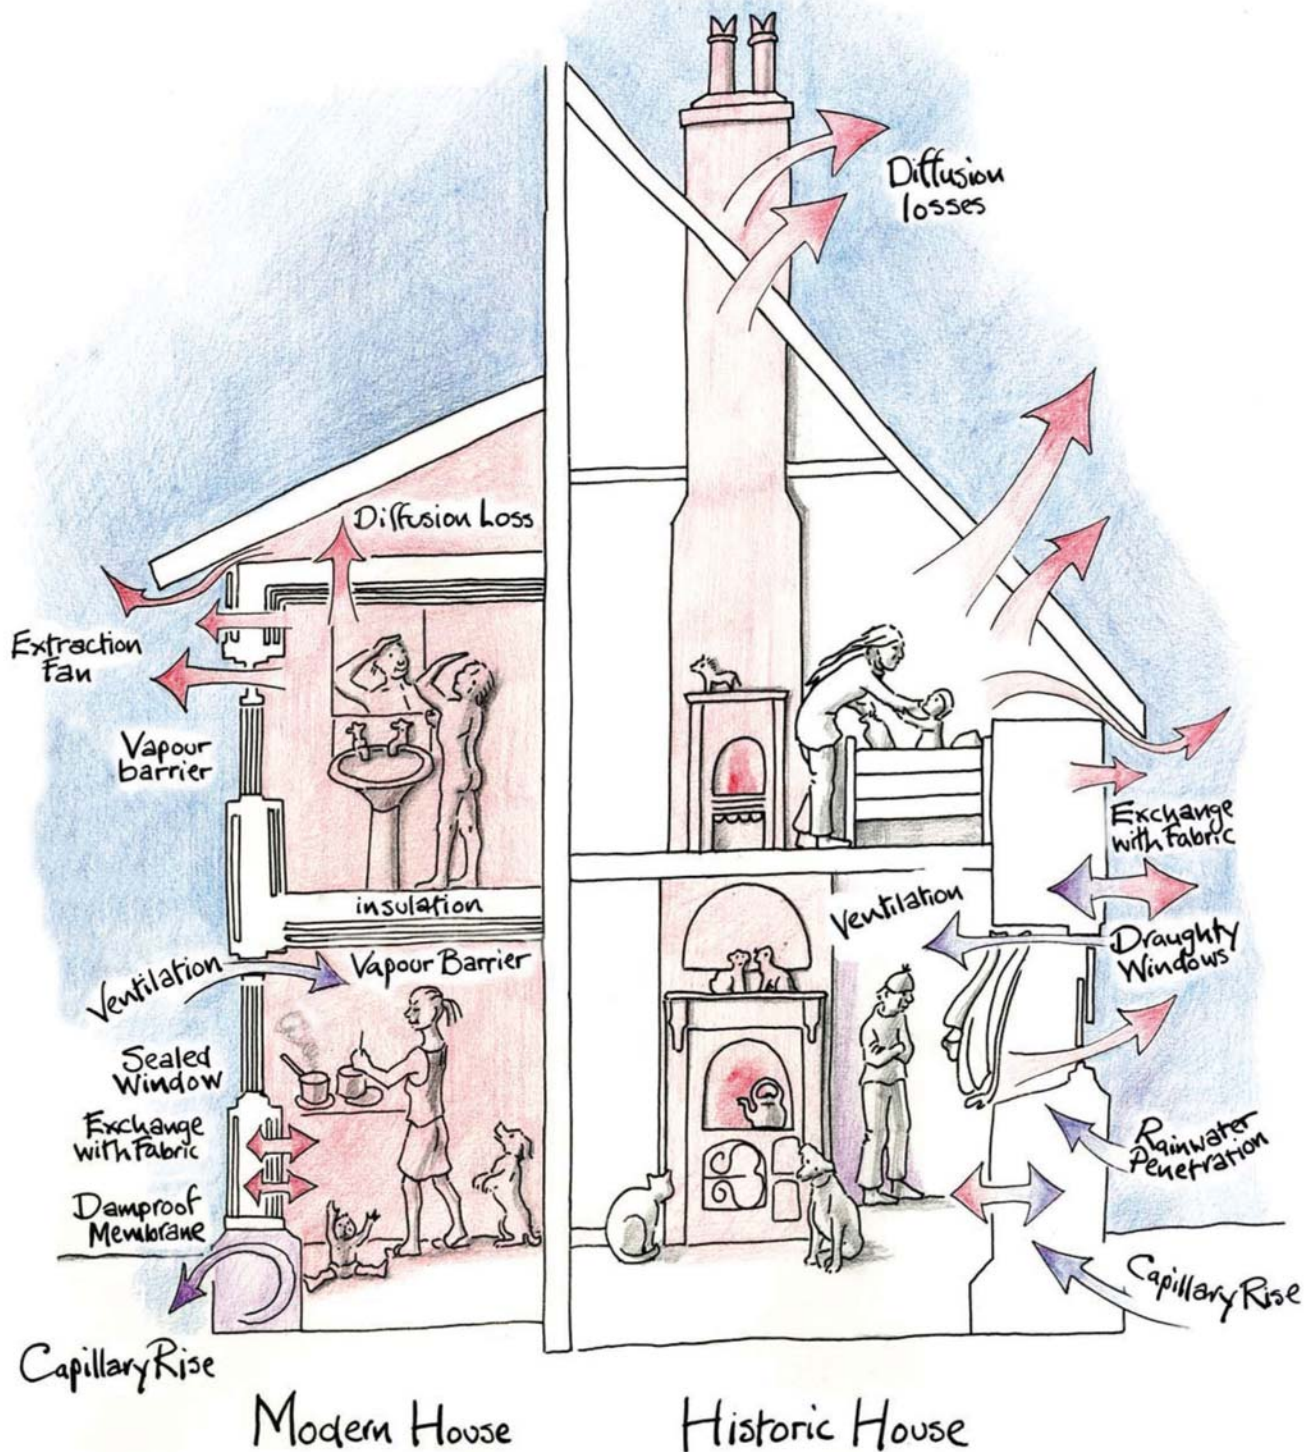 Diffusion
losses
Diffusion Loss
Extraction
Fan
Vapour
barrier
Exchange
with Fabric
insulation
Ventilation
Draughty
Windows
Ventilation
Vapour Barrier
Sealed
Window
Exchange
with Fabric
Rainwater
Penetration
Damproof
Membrane
Capillary Rise
Capillary Rise
Modern House
Historic House